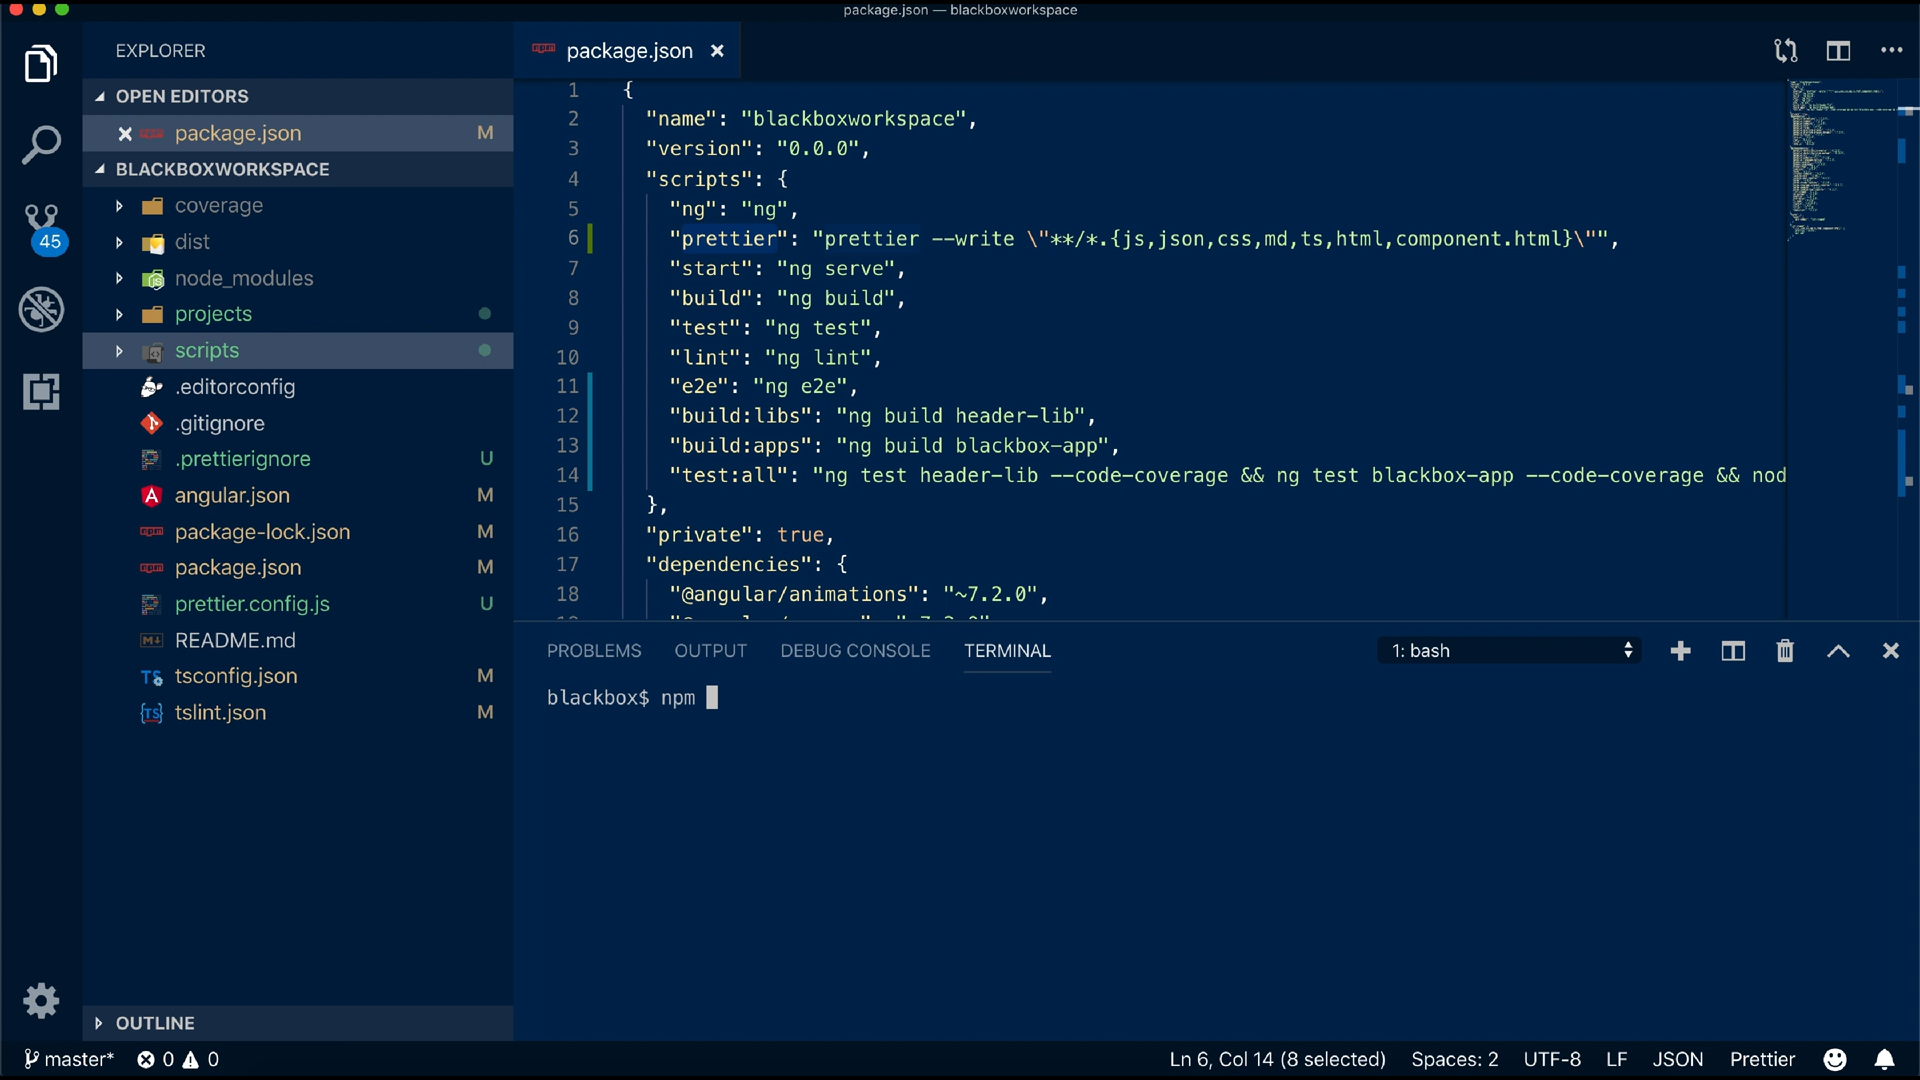 package.json — blackboxworkspace
EXPLORER
OPEN EDITORS
package.json M
BLACKBOXWORKSPACE
coverage
dist
node_modules
projects
scripts
.editorconfig
.gitignore
.prettierignore U
angular.json M
package-lock.json M
package.json M
prettier.config.js U
README.md
tsconfig.json M
tslint.json M
OUTLINE
45
package.json
1 {
2 "name": "blackboxworkspace",
3 "version": "0.0.0",
4 "scripts": {
5 "ng": "ng",
6 "prettier": "prettier --write \"**/*.{js,json,css,md,ts,html,component.html}\"",
7 "start": "ng serve",
8 "build": "ng build",
9 "test": "ng test",
10 "lint": "ng lint",
11 "e2e": "ng e2e",
12 "build:libs": "ng build header-lib",
13 "build:apps": "ng build blackbox-app",
14 "test:all": "ng test header-lib --code-coverage && ng test blackbox-app --code-coverage && nod
15 },
16 "private": true,
17 "dependencies": {
18 "@angular/animations": "~7.2.0",
PROBLEMS OUTPUT DEBUG CONSOLE TERMINAL 1: bash
blackbox$ npm
master* 0 0 Ln 6, Col 14 (8 selected) Spaces: 2 UTF-8 LF JSON Prettier